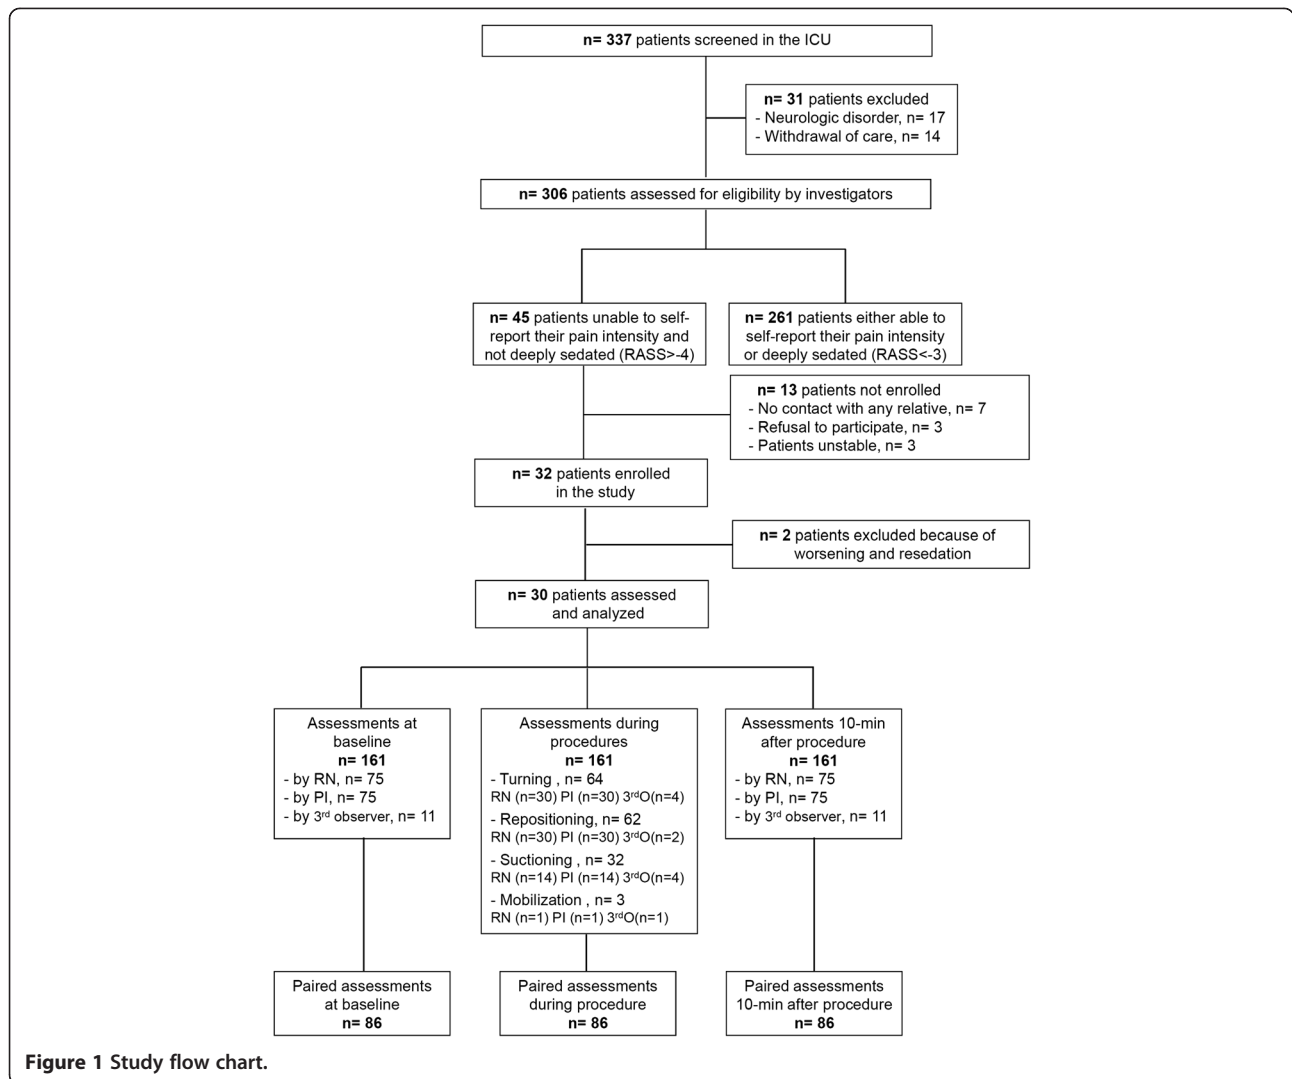 n= 337 patients screened in the ICU
n= 31 patients excluded
- Neurologic disorder, n= 17
- Withdrawal of care, n= 14
n= 306 patients assessed for eligibility by investigators
n= 45 patients unable to self-
report their pain intensity and
not deeply sedated (RASS>-4)
n= 261 patients either able to
self-report their pain intensity
or deeply sedated (RASS<-3)
n= 13 patients not enrolled
- No contact with any relative, n= 7
- Refusal to participate, n= 3
- Patients unstable, n= 3
n= 32 patients enrolled
in the study
n= 2 patients excluded because of
worsening and resedation
n= 30 patients assessed
and analyzed
Assessments at
baseline
n= 161
- by RN, n= 75
- by PI, n= 75
- by 3rd observer, n= 11
Assessments during
procedures
n= 161
- Turning , n= 64
RN (n=30) PI (n=30) 3rdO(n=4)
- Repositioning, n= 62
RN (n=30) PI (n=30) 3rdO(n=2)
- Suctioning , n= 32
RN (n=14) PI (n=14) 3rdO(n=4)
- Mobilization , n= 3
RN (n=1) PI (n=1) 3rdO(n=1)
Assessments 10-min
after procedure
n= 161
- by RN, n= 75
- by PI, n= 75
- by 3rd observer, n= 11
Paired assessments
at baseline
n= 86
Paired assessments
during procedure
n= 86
Paired assessments
10-min after procedure
n= 86
Figure 1 Study flow chart.